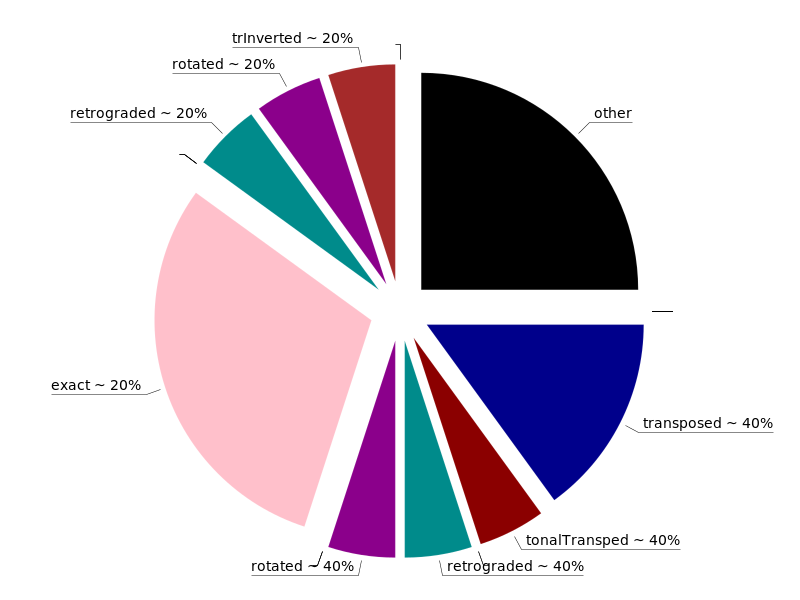 trInverted ~ 20%
rotated ~ 20%
retrograded ~ 20%
other
exact ~ 20%
transposed ~ 40%
tonalTransped ~ 40%
rotated ~ 40%
retrograded ~ 40%